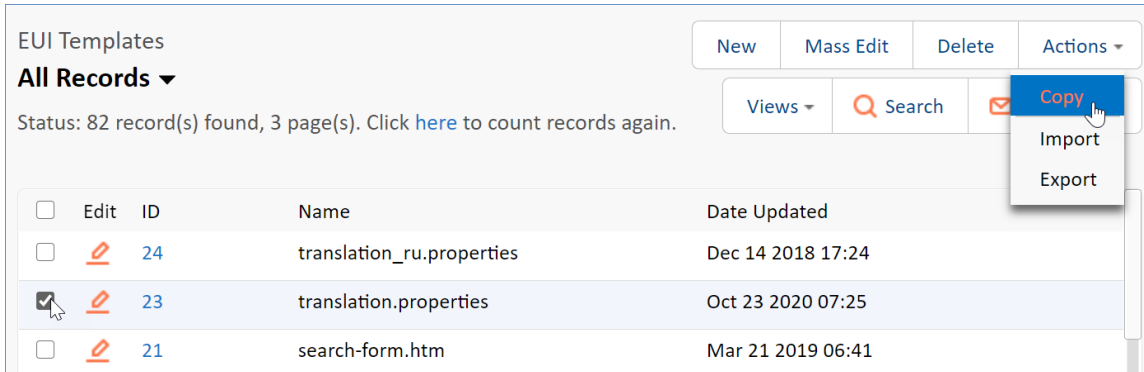 EUI Templates
New Mass Edit Delete Actions
All Records
Views Search Copy
Status: 82 record(s) found, 3 page(s). Click here to count records again.
Import
Export
Edit ID Name Date Updated
24 translation_ru.properties Dec 14 2018 17:24
23 translation.properties Oct 23 2020 07:25
21 search-form.htm Mar 21 2019 06:41